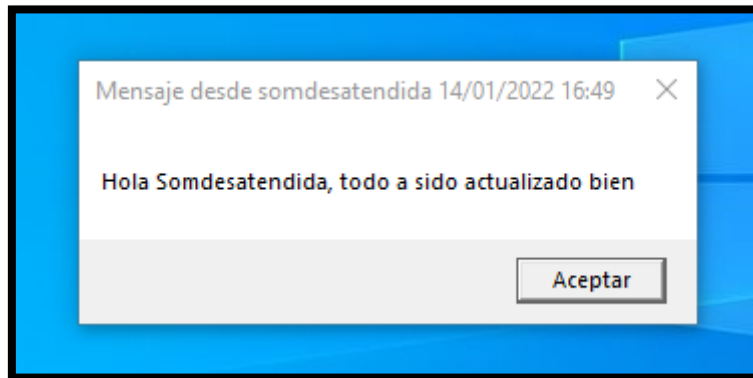 Mensaje desde somdesatendida 14/01/2022 16:49
Hola Somdesatendida, todo a sido actualizado bien
Aceptar